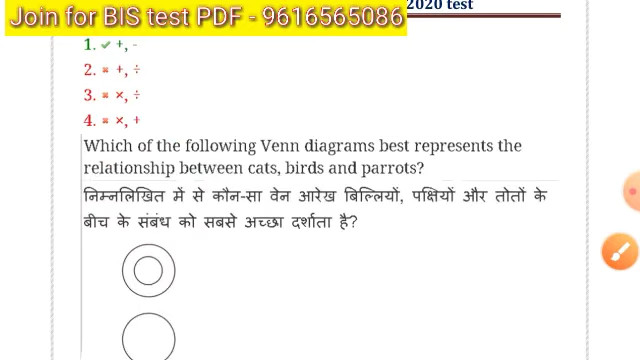 Join for BIS test PDF - 9616565086
2020 test
1. ✓ +, -
2. +, ÷
3. ×, ÷
4. ×, +
Which of the following Venn diagrams best represents the
relationship between cats, birds and parrots?
निम्नलिखित में से कौन-सा वेन आरेख बिल्लियों, पक्षियों और तोतों के
बीच के संबंध को सबसे अच्छा दर्शाता है?